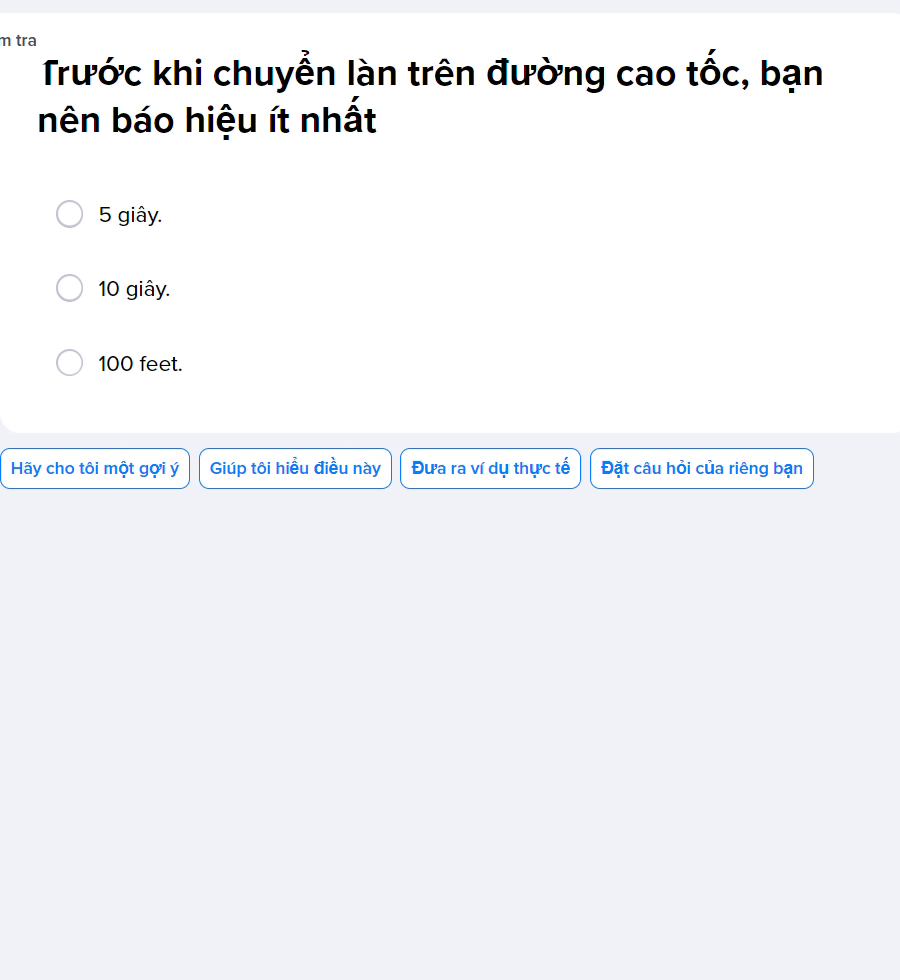 m tra
Trước khi chuyển làn trên đường cao tốc, bạn
nên báo hiệu ít nhất
5 giây.
10 giây.
100 feet.
Hãy cho tôi một gợi ý
Giúp tôi hiểu điều này
Đưa ra ví dụ thực tế
Đặt câu hỏi của riêng bạn